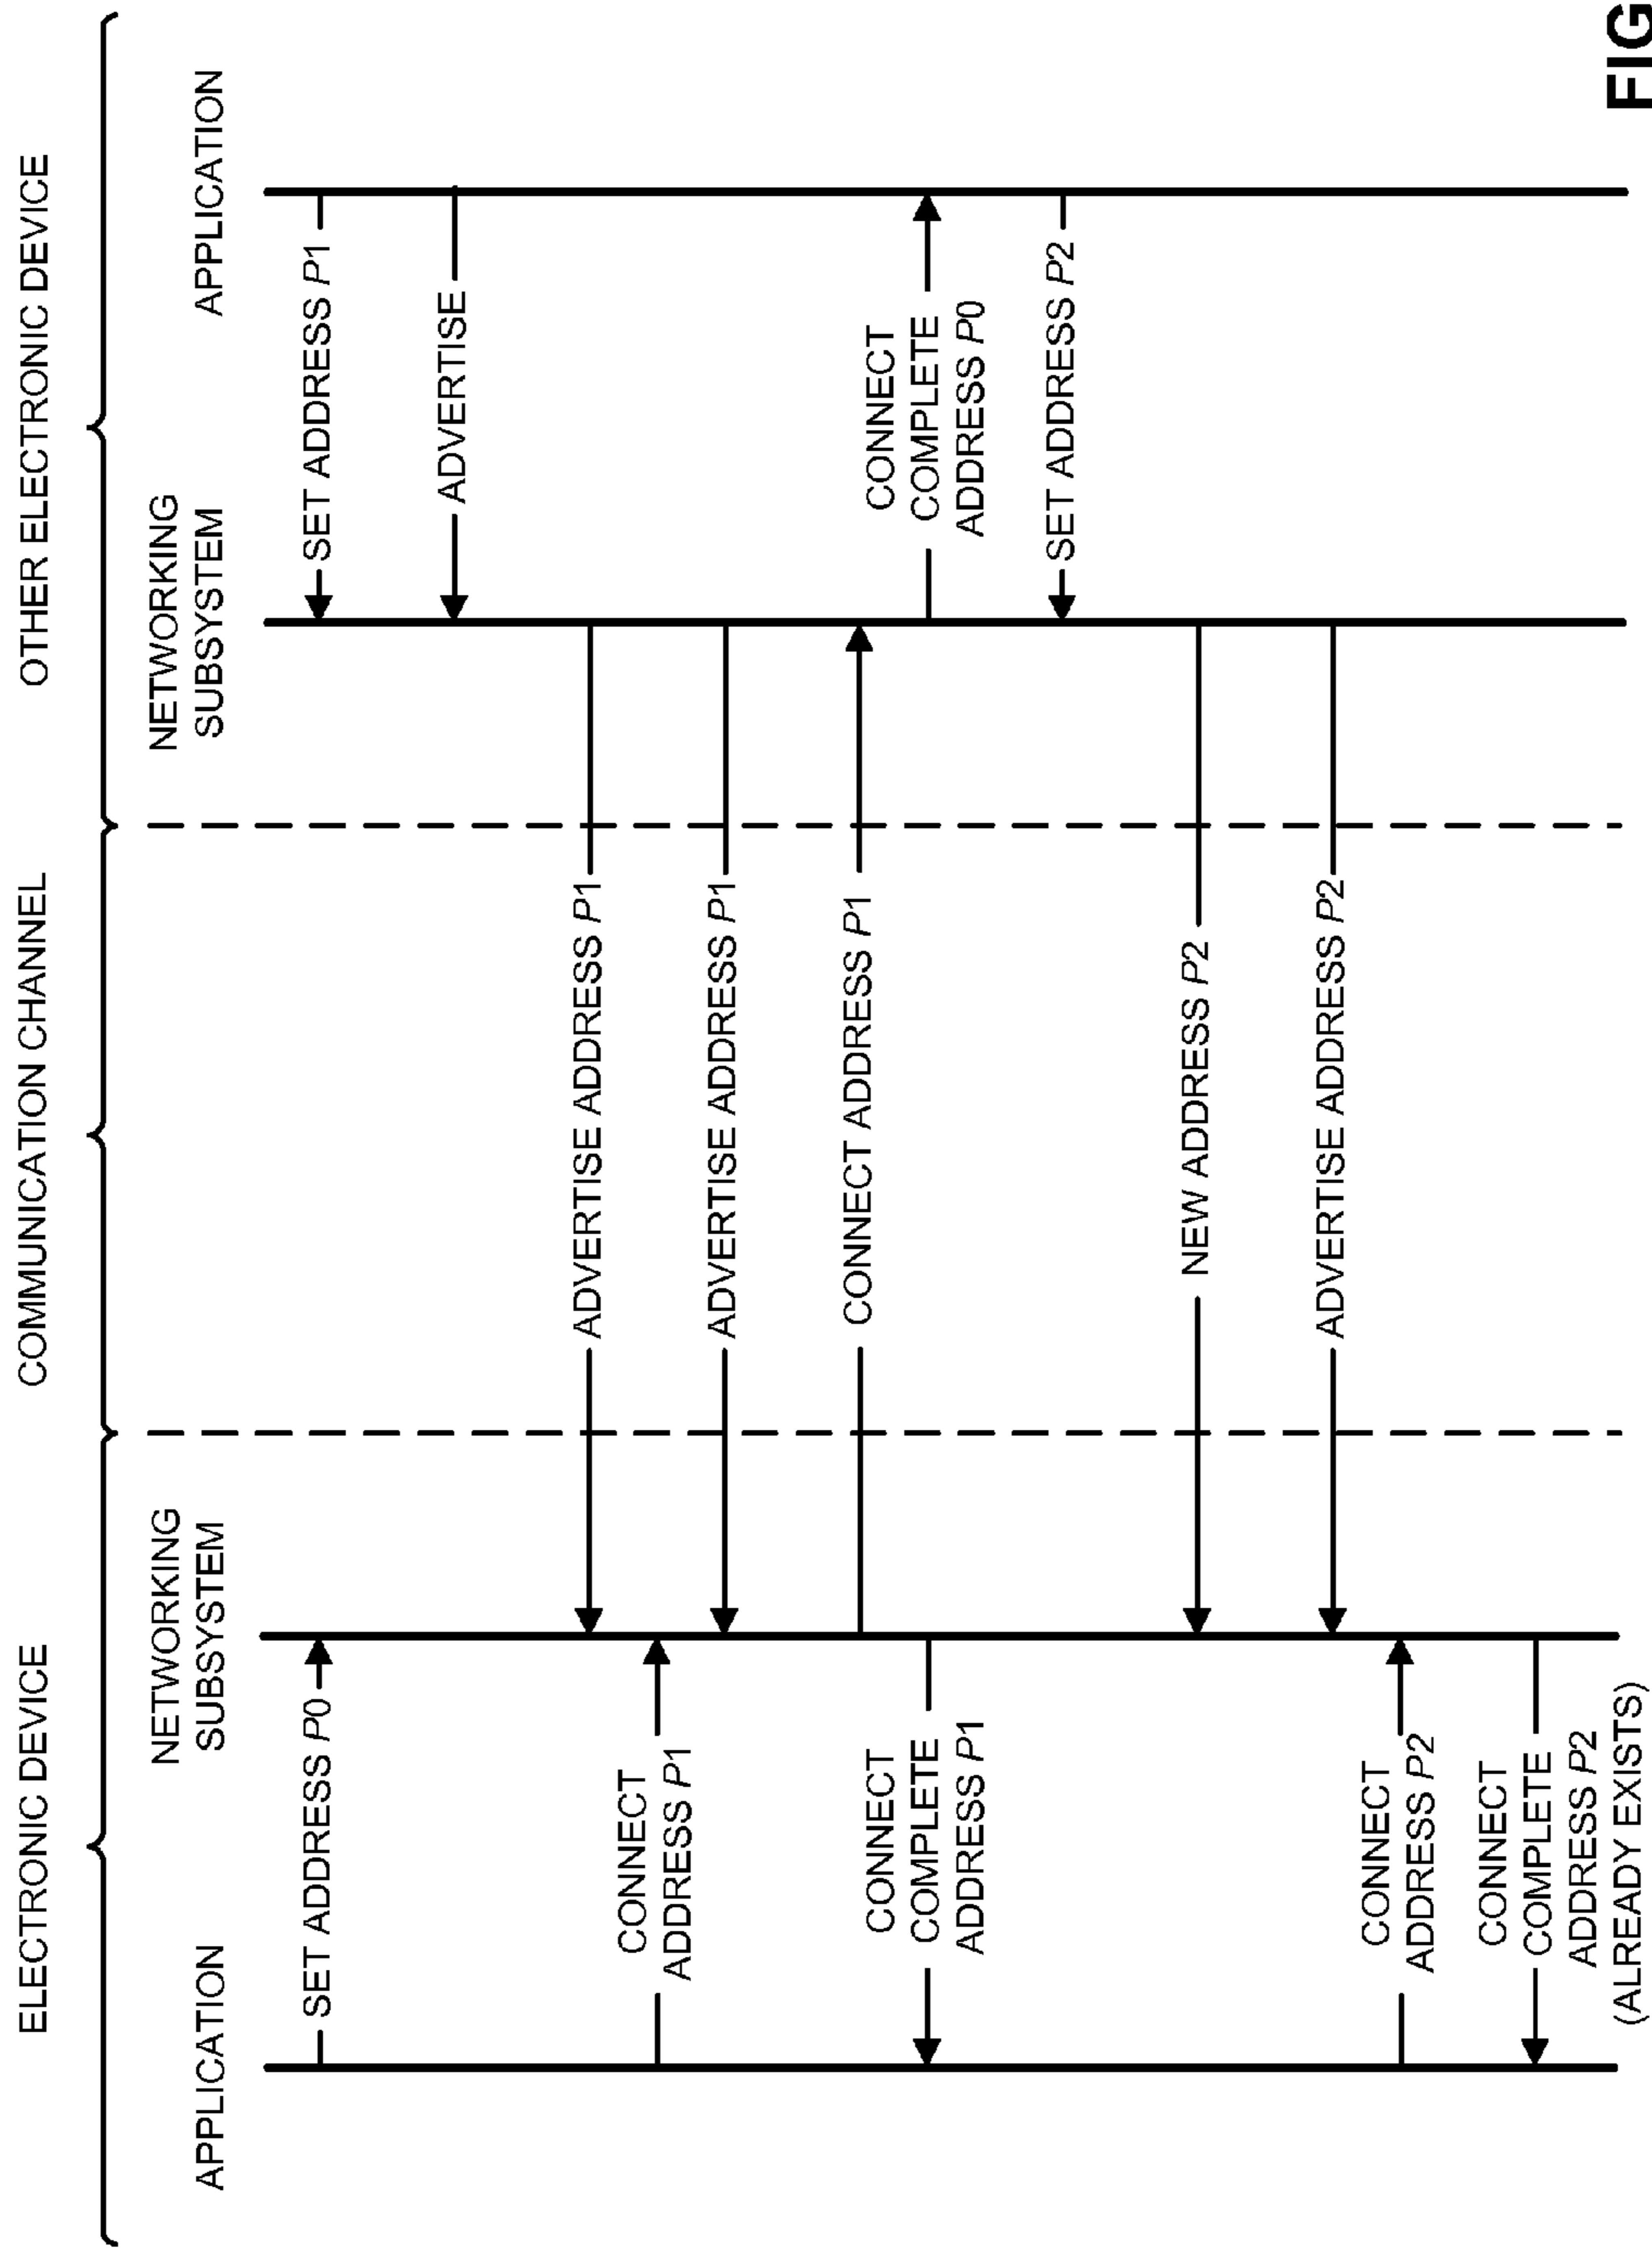 ELECTRONIC DEVICE
COMMUNICATION CHANNEL
OTHER ELECTRONIC DEVICE
APPLICATION
NETWORKING
SUBSYSTEM
NETWORKING
SUBSYSTEM
APPLICATION
SET ADDRESS P0
SET ADDRESS P1
ADVERTISE
ADVERTISE ADDRESS P1
CONNECT
ADDRESS P1
ADVERTISE ADDRESS P1
CONNECT ADDRESS P1
CONNECT
COMPLETE
ADDRESS P1
CONNECT
COMPLETE
ADDRESS P0
SET ADDRESS P2
NEW ADDRESS P2
ADVERTISE ADDRESS P2
CONNECT
ADDRESS P2
CONNECT
COMPLETE
ADDRESS P2
(ALREADY EXISTS)
FIG